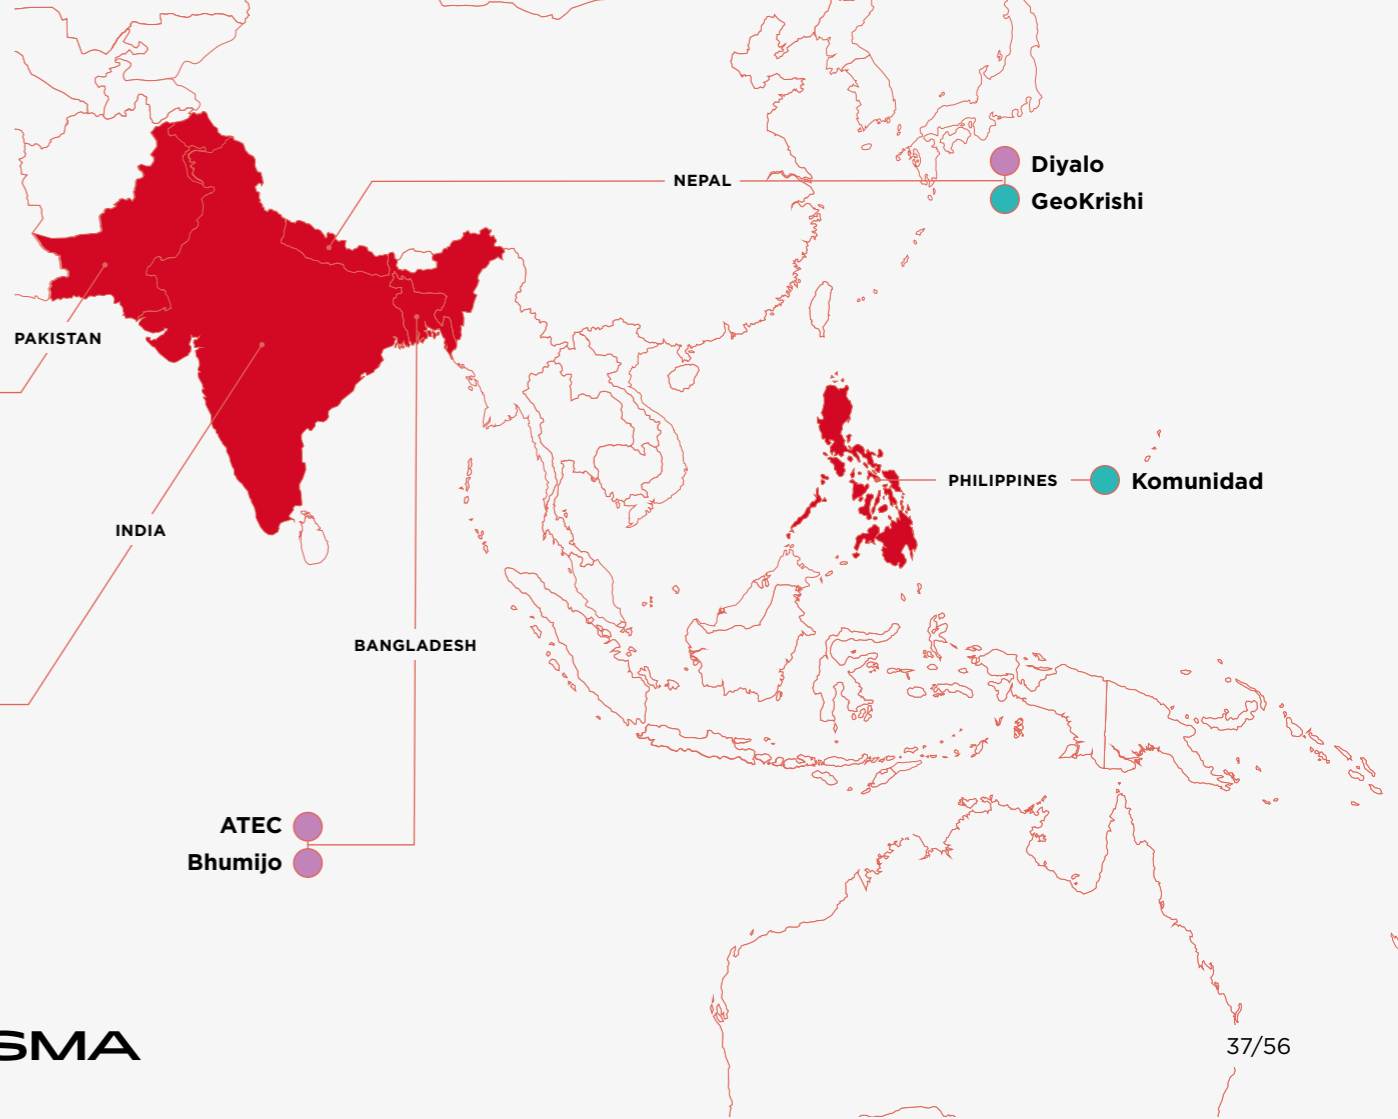 Diyalo
NEPAL
GeoKrishi
PAKISTAN
PHILIPPINES
Komunidad
INDIA
BANGLADESH
ATEC
Bhumijo
SMA
37/56